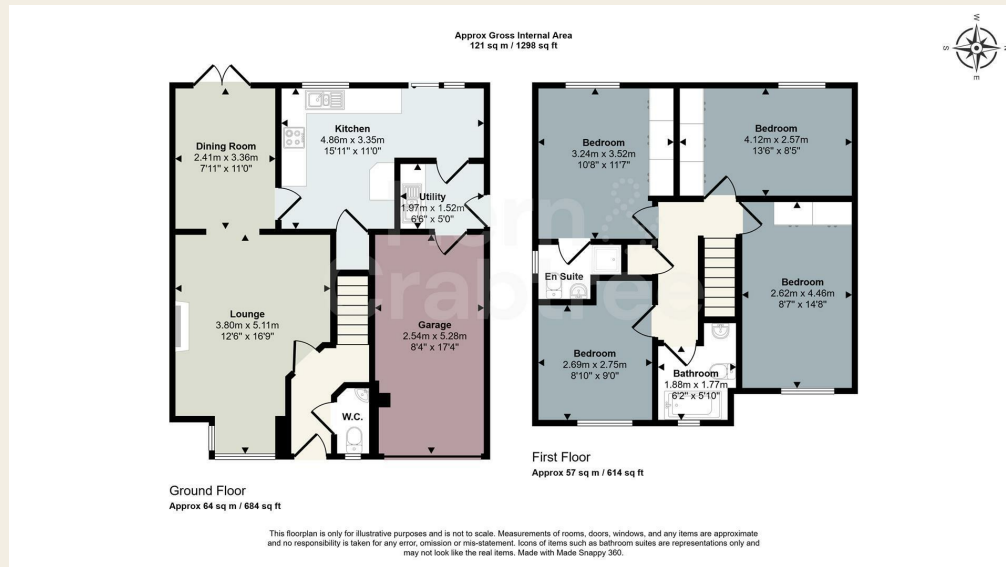 Approx Gross Internal Area
121 sq m / 1298 sq ft
W
S
E
Dining Room
2.41m x 3.36m
7'11" x 11'0"
Kitchen
4.86m x 3.35m
15'11" x 11'0"
Utility
1.97m x 1.52m
6'6" x 5'0"
Lounge
3.80m x 5.11m
12'6" x 16'9"
Garage
2.54m x 5.28m
8'4" x 17'4"
W.C.
Ground Floor
Approx 64 sq m / 684 sq ft
Bedroom
3.24m x 3.52m
10'8" x 11'7"
Bedroom
4.12m x 2.57m
13'6" x 8'5"
En Suite
Bedroom
2.62m x 4.46m
8'7" x 14'8"
Bedroom
2.69m x 2.75m
8'10" x 9'0"
Bathroom
1.88m x 1.77m
6'2" x 5'10"
First Floor
Approx 57 sq m / 614 sq ft
Crabtree
This floorplan is only for illustrative purposes and is not to scale. Measurements of rooms, doors, windows, and any items are approximate
and no responsibility is taken for any error, omission or mis-statement. Icons of items such as bathroom suites are representations only and
may not look like the real items. Made with Made Snappy 360.